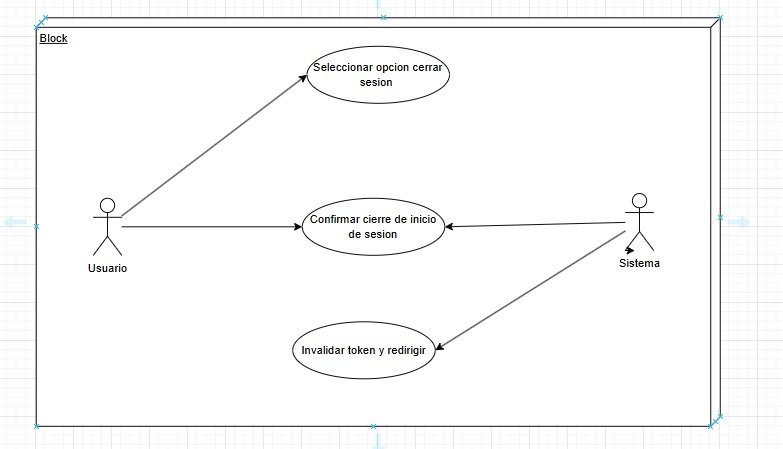 Block
Seleccionar opcion cerrar
sesion
Confirmar cierre de inicio
de sesion
Usuario
Sistema
Invalidar token y redirigir